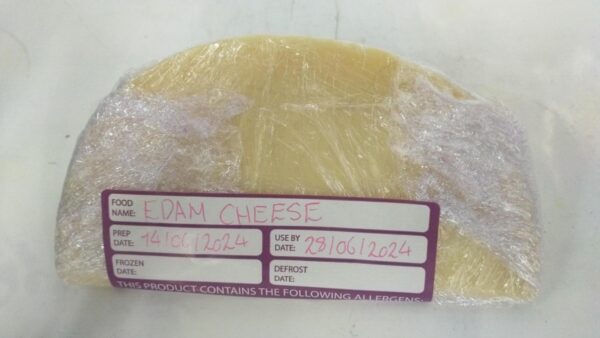 FOOD NAME: EDAM CHEESE
PREP DATE: 14/06/2024 USE BY DATE: 28/06/2024
FROZEN DATE: DEFROST DATE:
THIS PRODUCT CONTAINS THE FOLLOWING ALLERGENS: